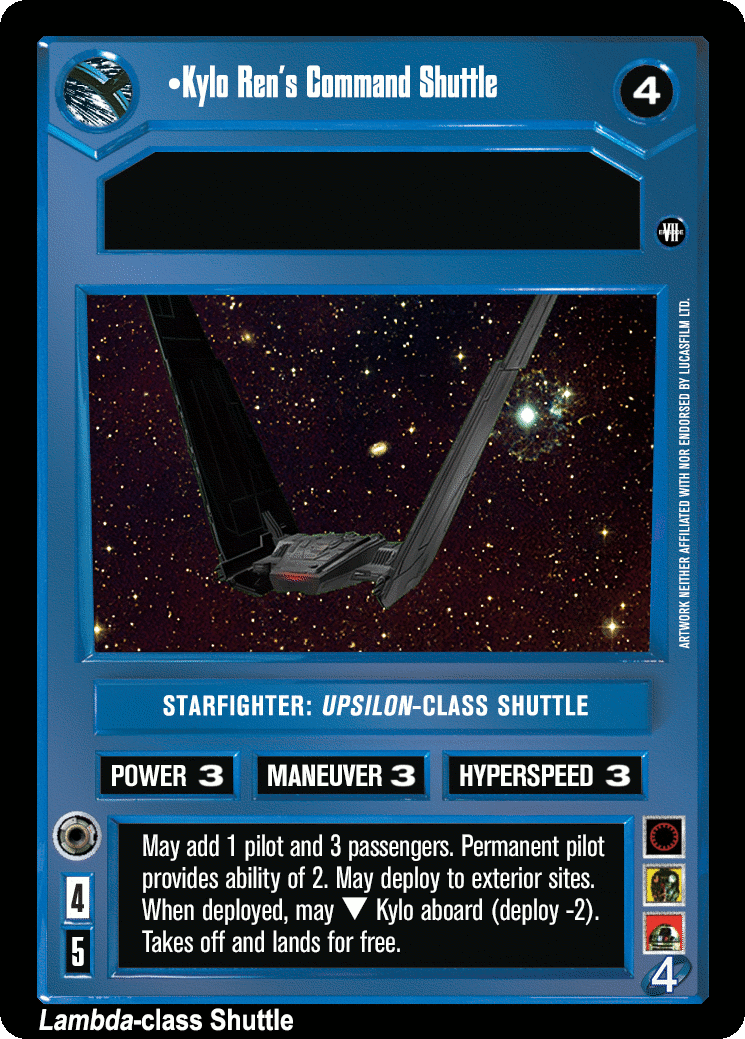 •Kylo Ren's Command Shuttle
4
EPISODE VII
ARTWORK NEITHER AFFILIATED WITH NOR ENDORSED BY LUCASFILM LTD.
STARFIGHTER: UPSILON-CLASS SHUTTLE
POWER 3 MANEUVER 3 HYPERSPEED 3
May add 1 pilot and 3 passengers. Permanent pilot
provides ability of 2. May deploy to exterior sites.
When deployed, may ▼ Kylo aboard (deploy -2).
Takes off and lands for free.
4
5
4
Lambda-class Shuttle